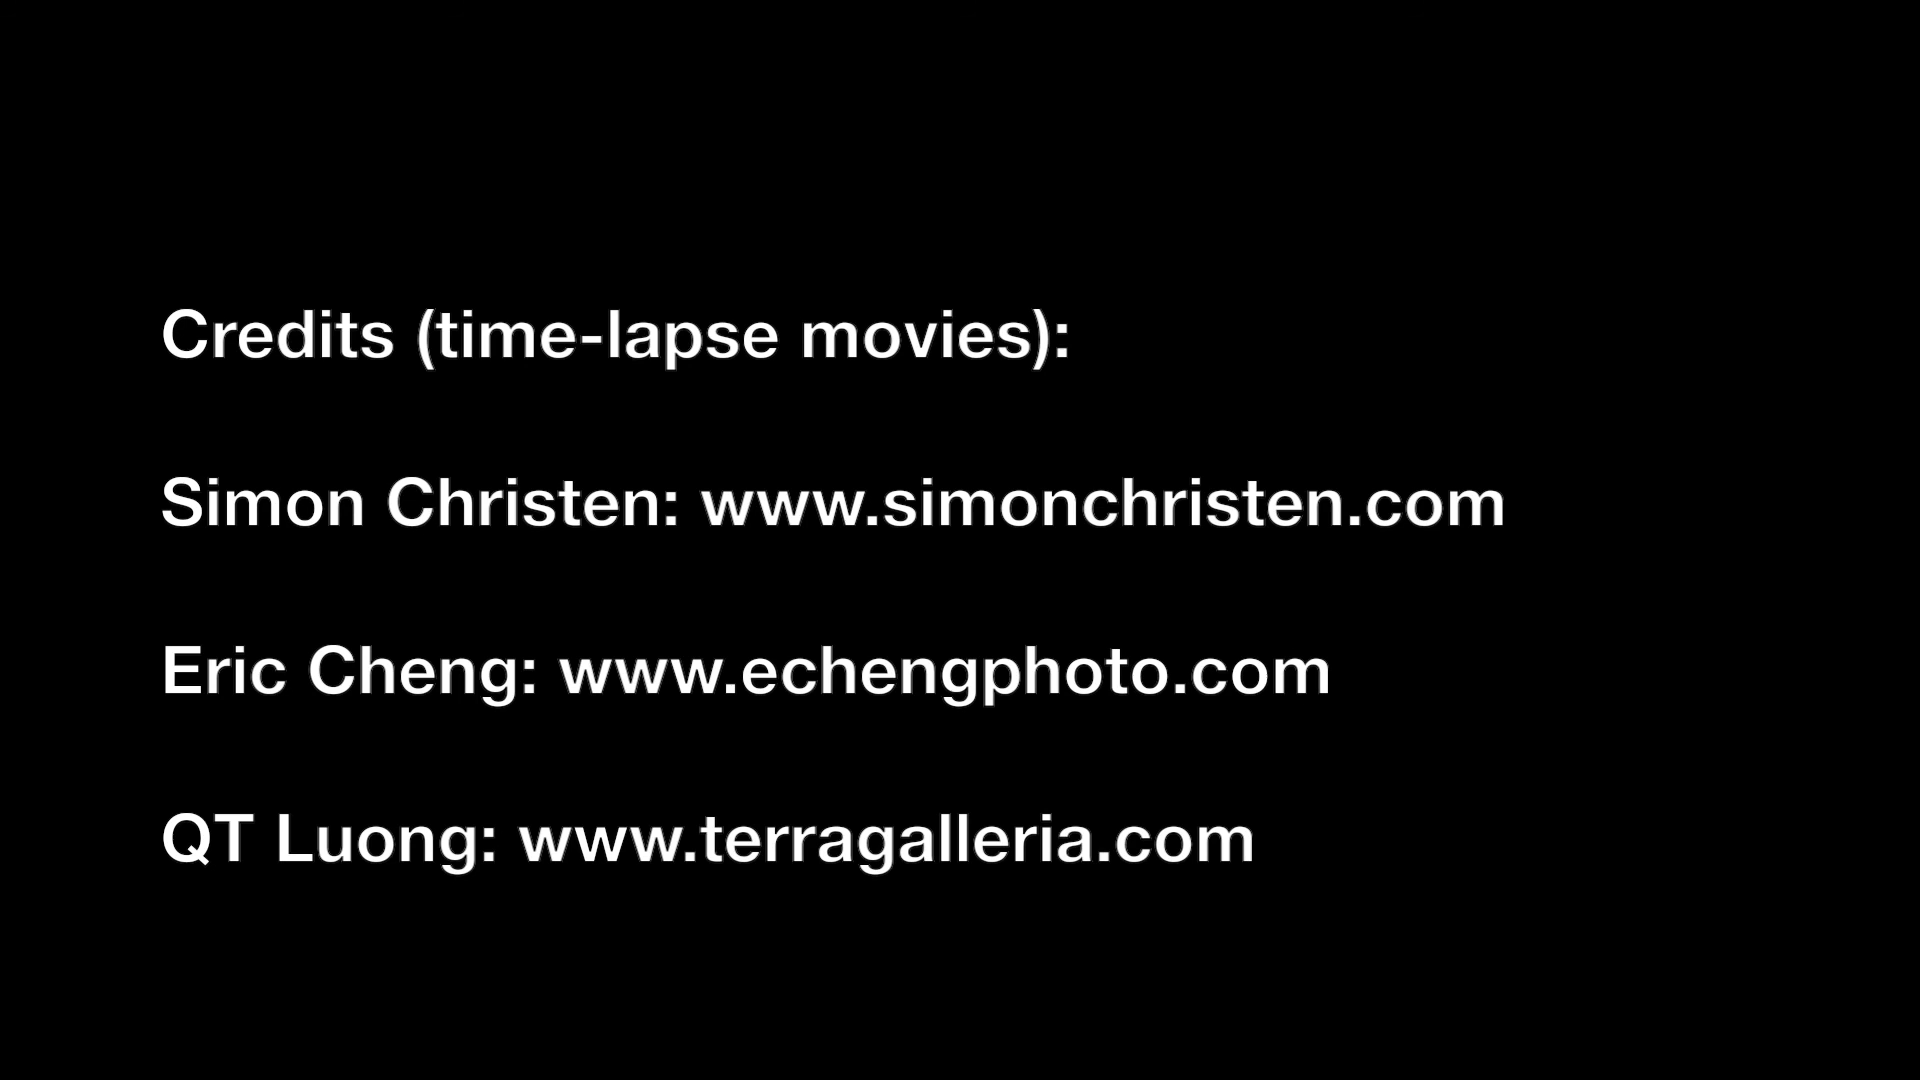 Credits (time-lapse movies):
Simon Christen: www.simonchristen.com
Eric Cheng: www.echengphoto.com
QT Luong: www.terragalleria.com